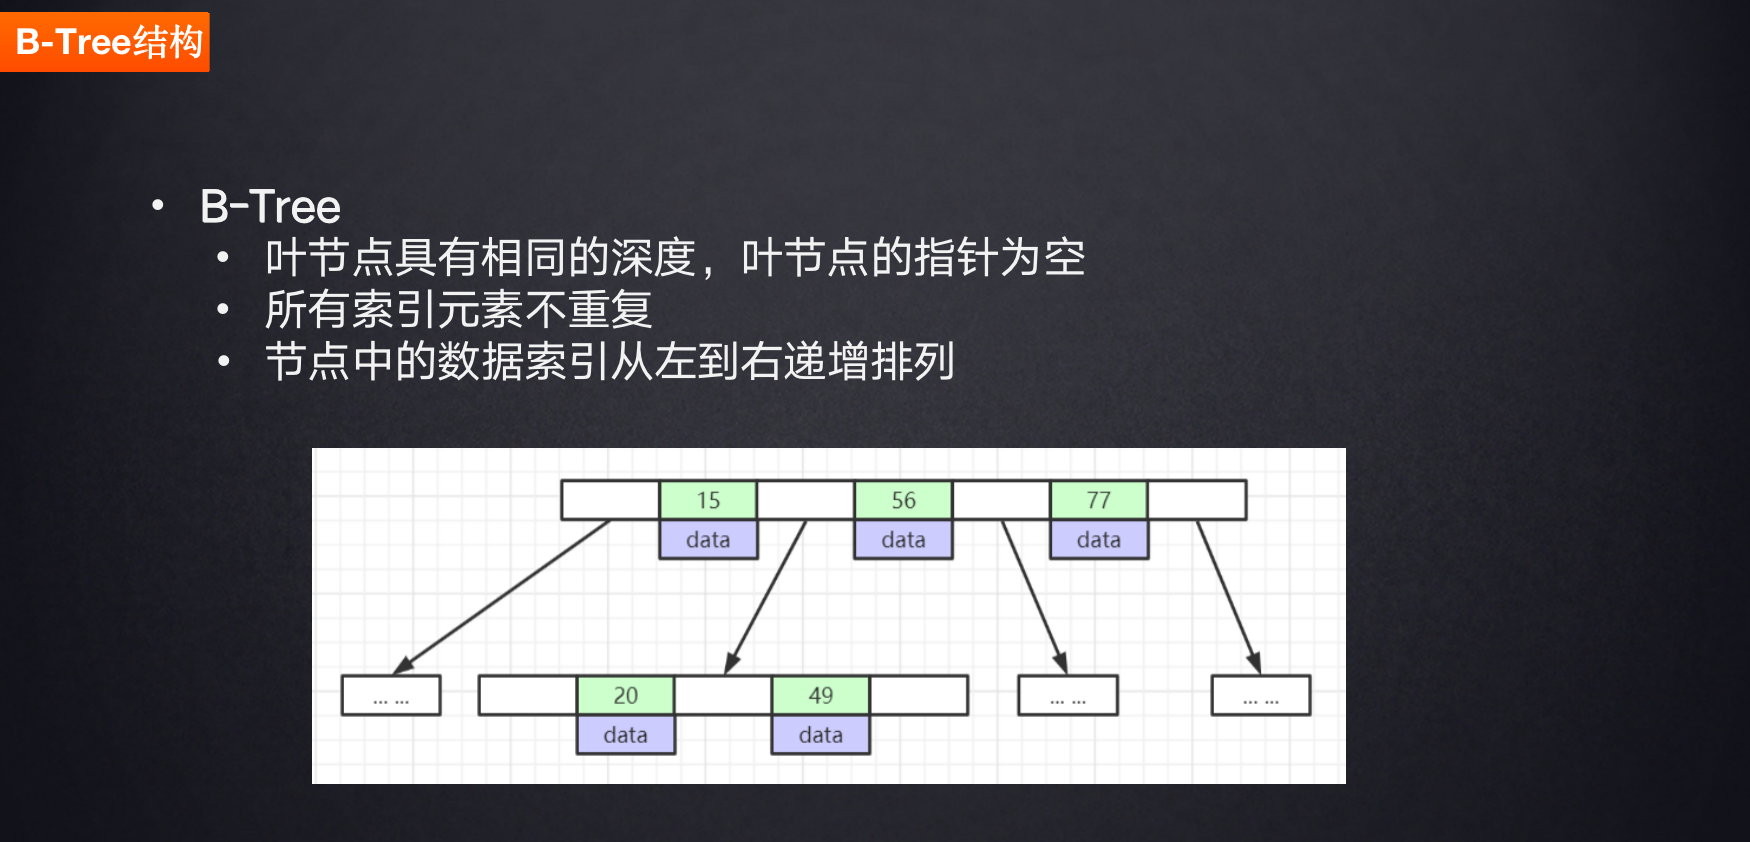 B-Tree结构
• B-Tree
• 叶节点具有相同的深度，叶节点的指针为空
• 所有索引元素不重复
• 节点中的数据索引从左到右递增排列
15 56 77
data data data
... ... 20 49 ... ... ... ...
data data